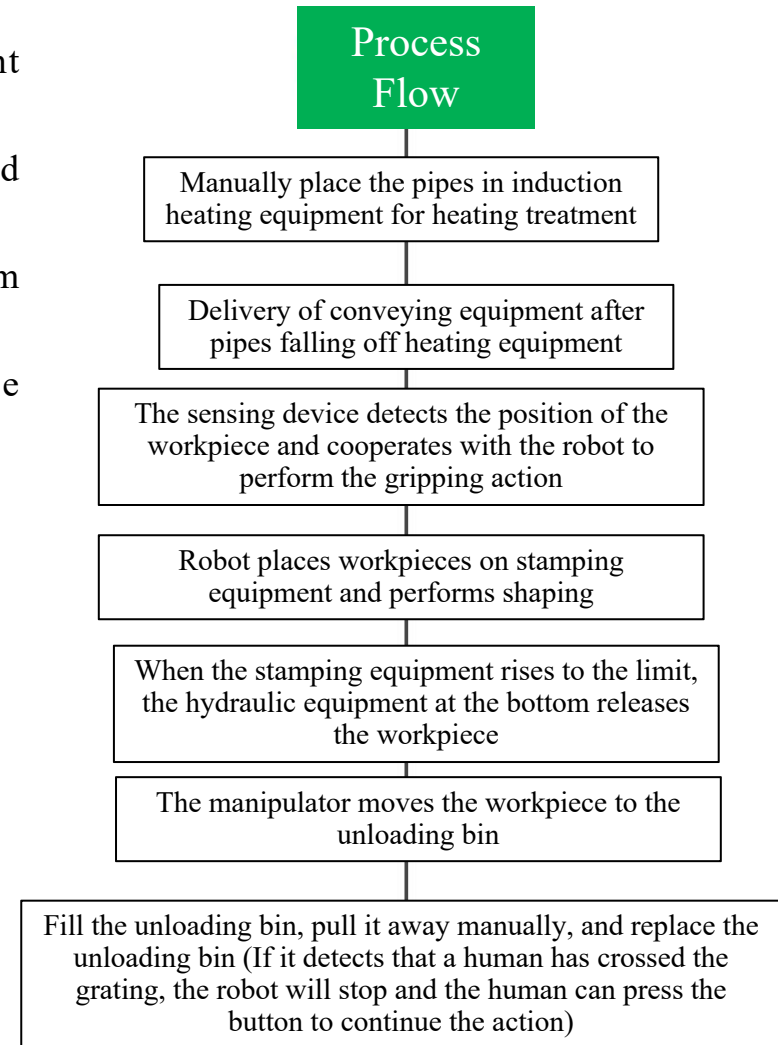 Process
Flow
Manually place the pipes in induction
heating equipment for heating treatment
Delivery of conveying equipment after
pipes falling off heating equipment
The sensing device detects the position of the
workpiece and cooperates with the robot to
perform the gripping action
Robot places workpieces on stamping
equipment and performs shaping
When the stamping equipment rises to the limit,
the hydraulic equipment at the bottom releases
the workpiece
The manipulator moves the workpiece to the
unloading bin
Fill the unloading bin, pull it away manually, and replace the
unloading bin (If it detects that a human has crossed the
grating, the robot will stop and the human can press the
button to continue the action)